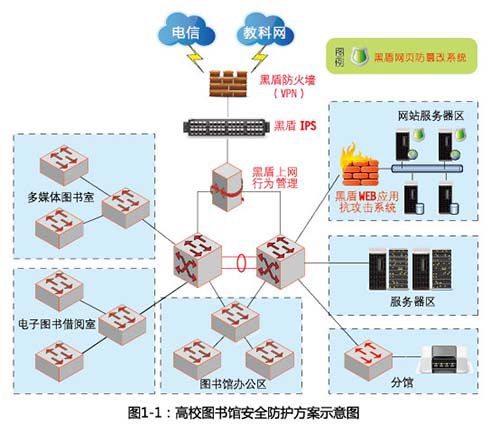 电信
教科网
图例
黑盾网页防篡改系统
黑盾防火墙
（VPN）
黑盾 IPS
网站服务器区
黑盾上网
行为管理
多媒体图书室
黑盾WEB应用
抗攻击系统
服务器区
电子图书借阅室
图书馆办公区
分馆
图1-1：高校图书馆安全防护方案示意图